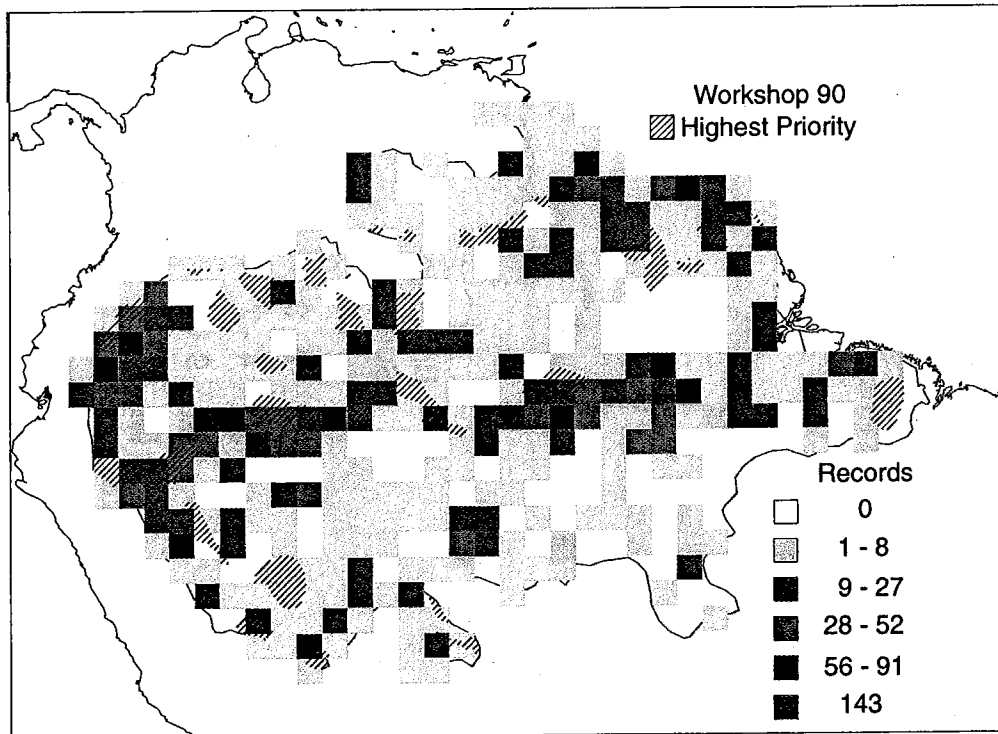 Workshop 90
Highest Priority
Records
0
1 - 8
9 - 27
28 - 52
56 - 91
143